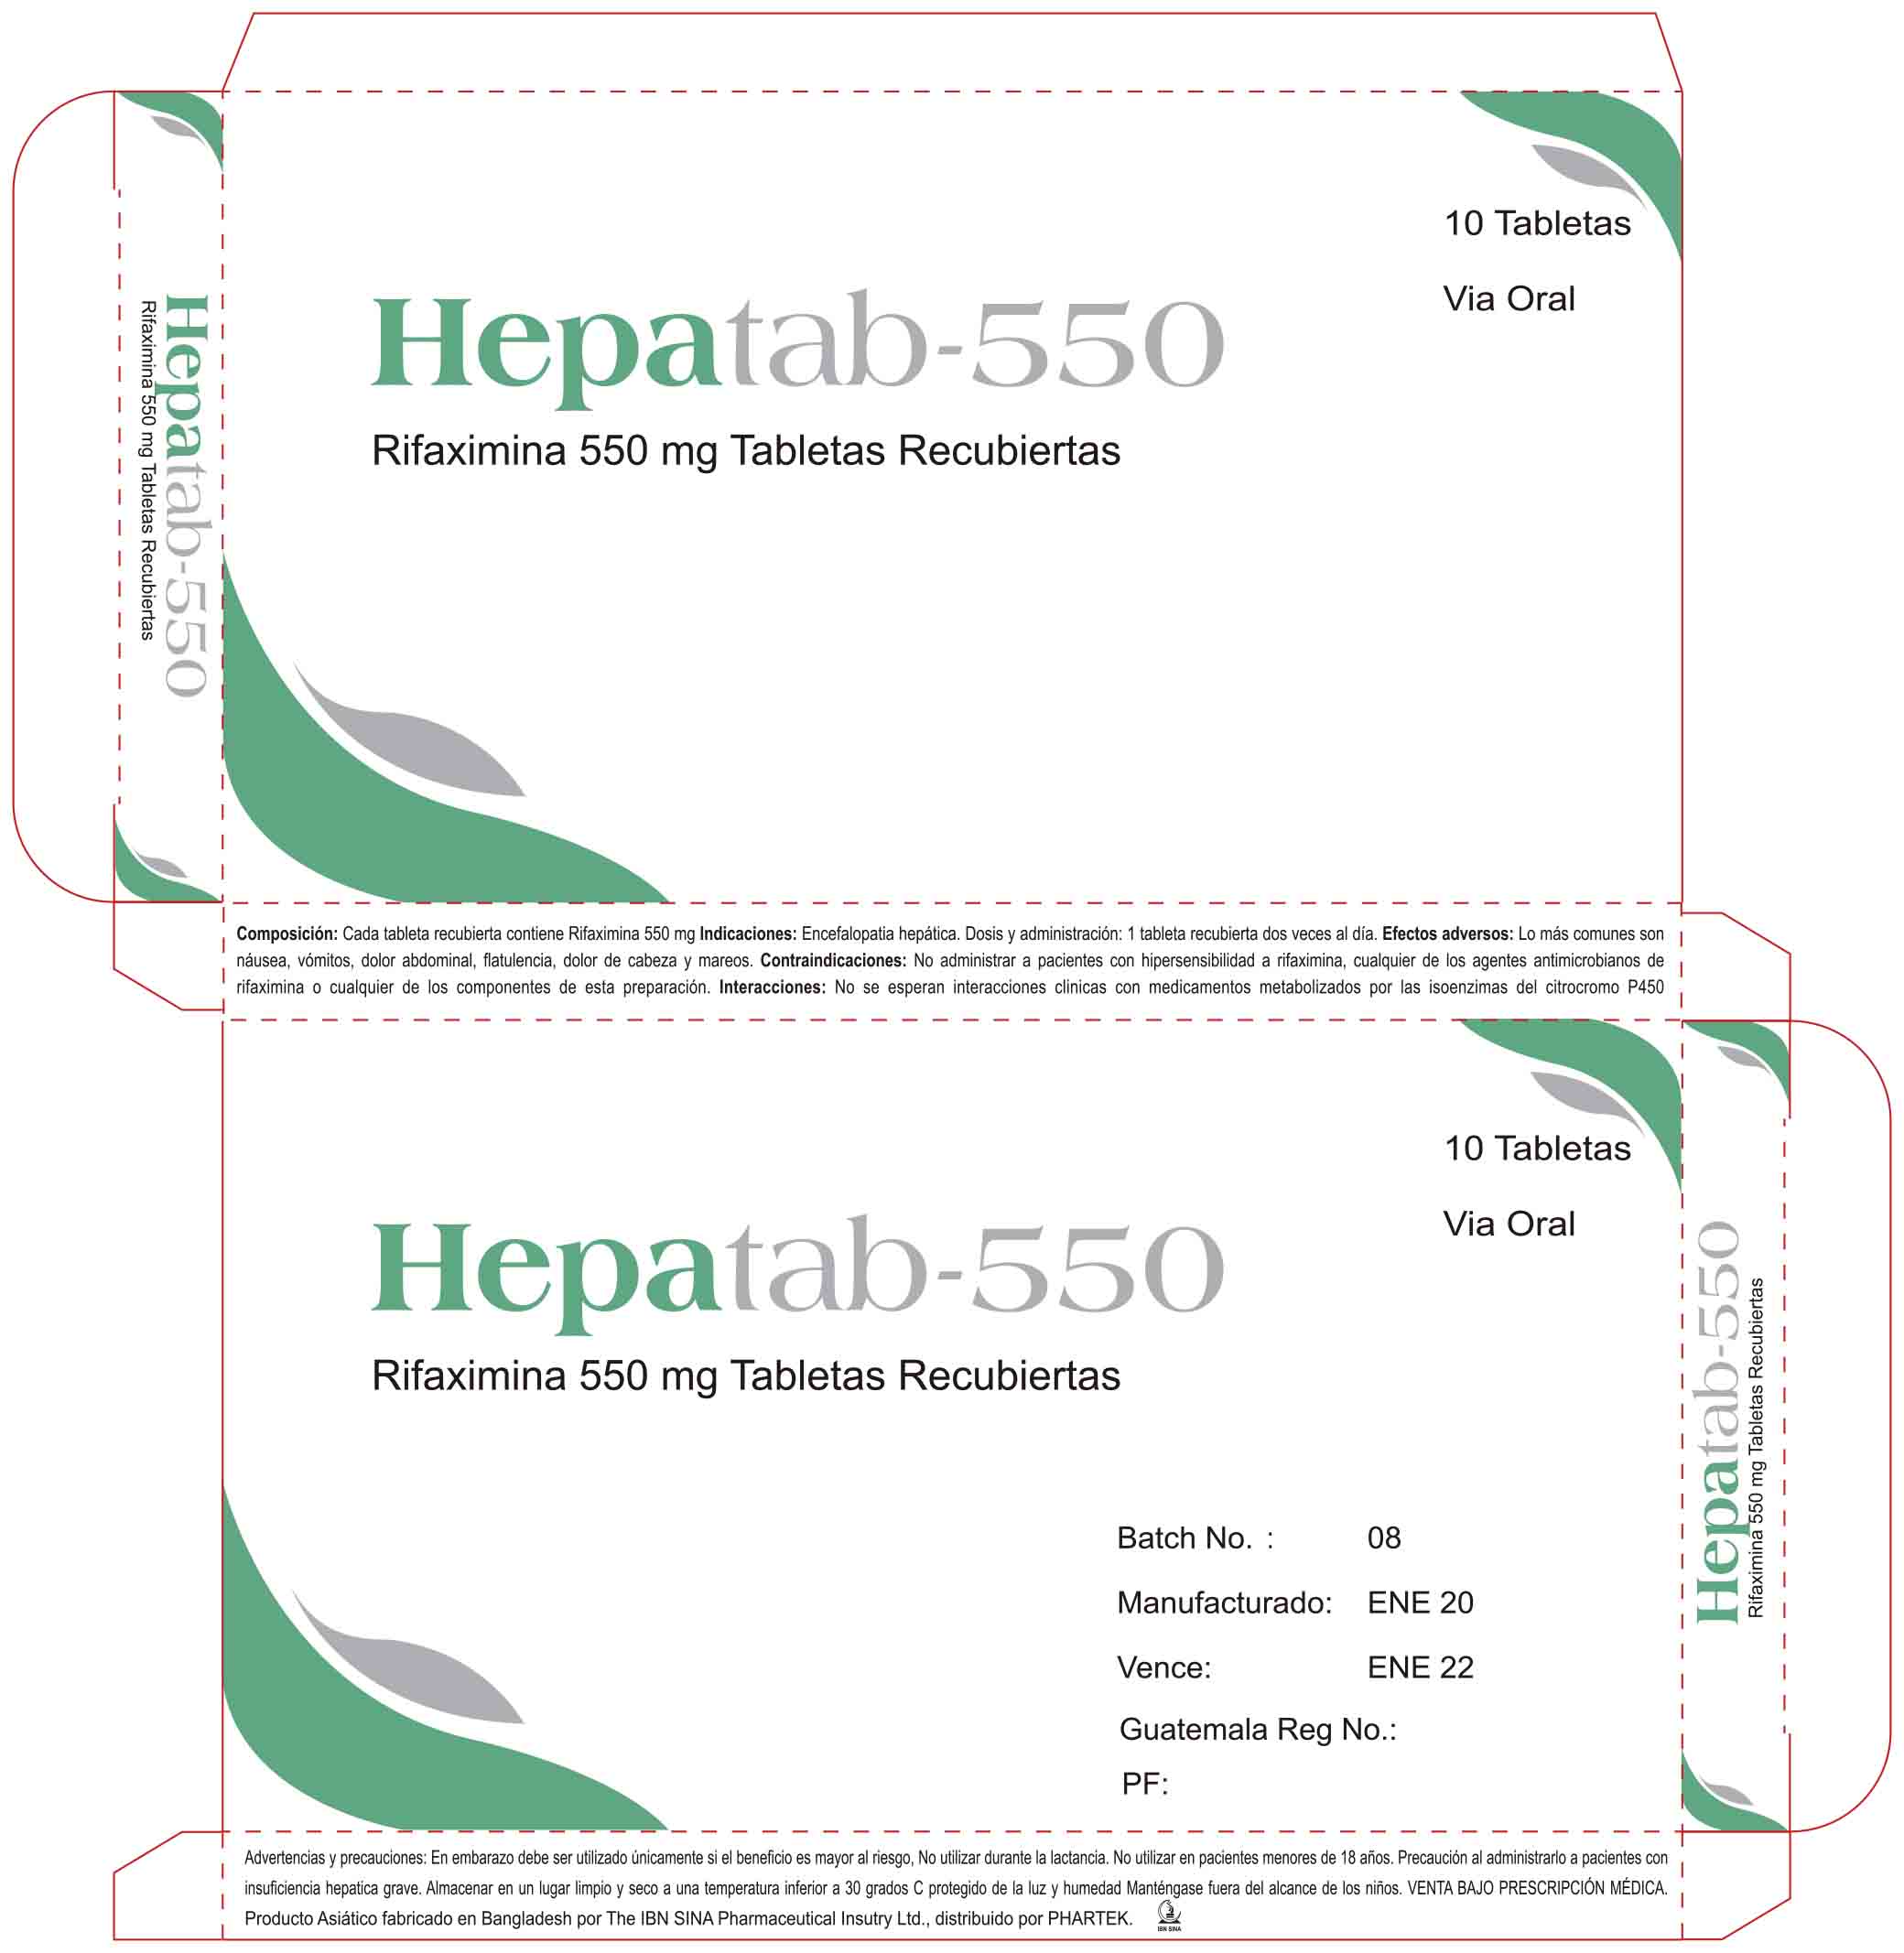 10 Tabletas
Via Oral
Hepatab-550
Rifaximina 550 mg Tabletas Recubiertas
Hepatab-550
Rifaximina 550 mg Tabletas Recubiertas
Composición: Cada tableta recubierta contiene Rifaximina 550 mg Indicaciones: Encefalopatia hepática. Dosis y administración: 1 tableta recubierta dos veces al día. Efectos adversos: Lo más comunes son
náusea, vómitos, dolor abdominal, flatulencia, dolor de cabeza y mareos. Contraindicaciones: No administrar a pacientes con hipersensibilidad a rifaximina, cualquier de los agentes antimicrobianos de
rifaximina o cualquier de los componentes de esta preparación. Interacciones: No se esperan interacciones clinicas con medicamentos metabolizados por las isoenzimas del citrocromo P450
10 Tabletas
Via Oral
Hepatab-550
Rifaximina 550 mg Tabletas Recubiertas
Hepatab-550
Rifaximina 550 mg Tabletas Recubiertas
Batch No. : 08
Manufacturado: ENE 20
Vence: ENE 22
Guatemala Reg No.:
PF:
Advertencias y precauciones: En embarazo debe ser utilizado únicamente si el beneficio es mayor al riesgo, No utilizar durante la lactancia. No utilizar en pacientes menores de 18 años. Precaución al administrarlo a pacientes con
insuficiencia hepatica grave. Almacenar en un lugar limpio y seco a una temperatura inferior a 30 grados C protegido de la luz y humedad Manténgase fuera del alcance de los niños. VENTA BAJO PRESCRIPCIÓN MÉDICA.
Producto Asiático fabricado en Bangladesh por The IBN SINA Pharmaceutical Insutry Ltd., distribuido por PHARTEK.
IBN SINA